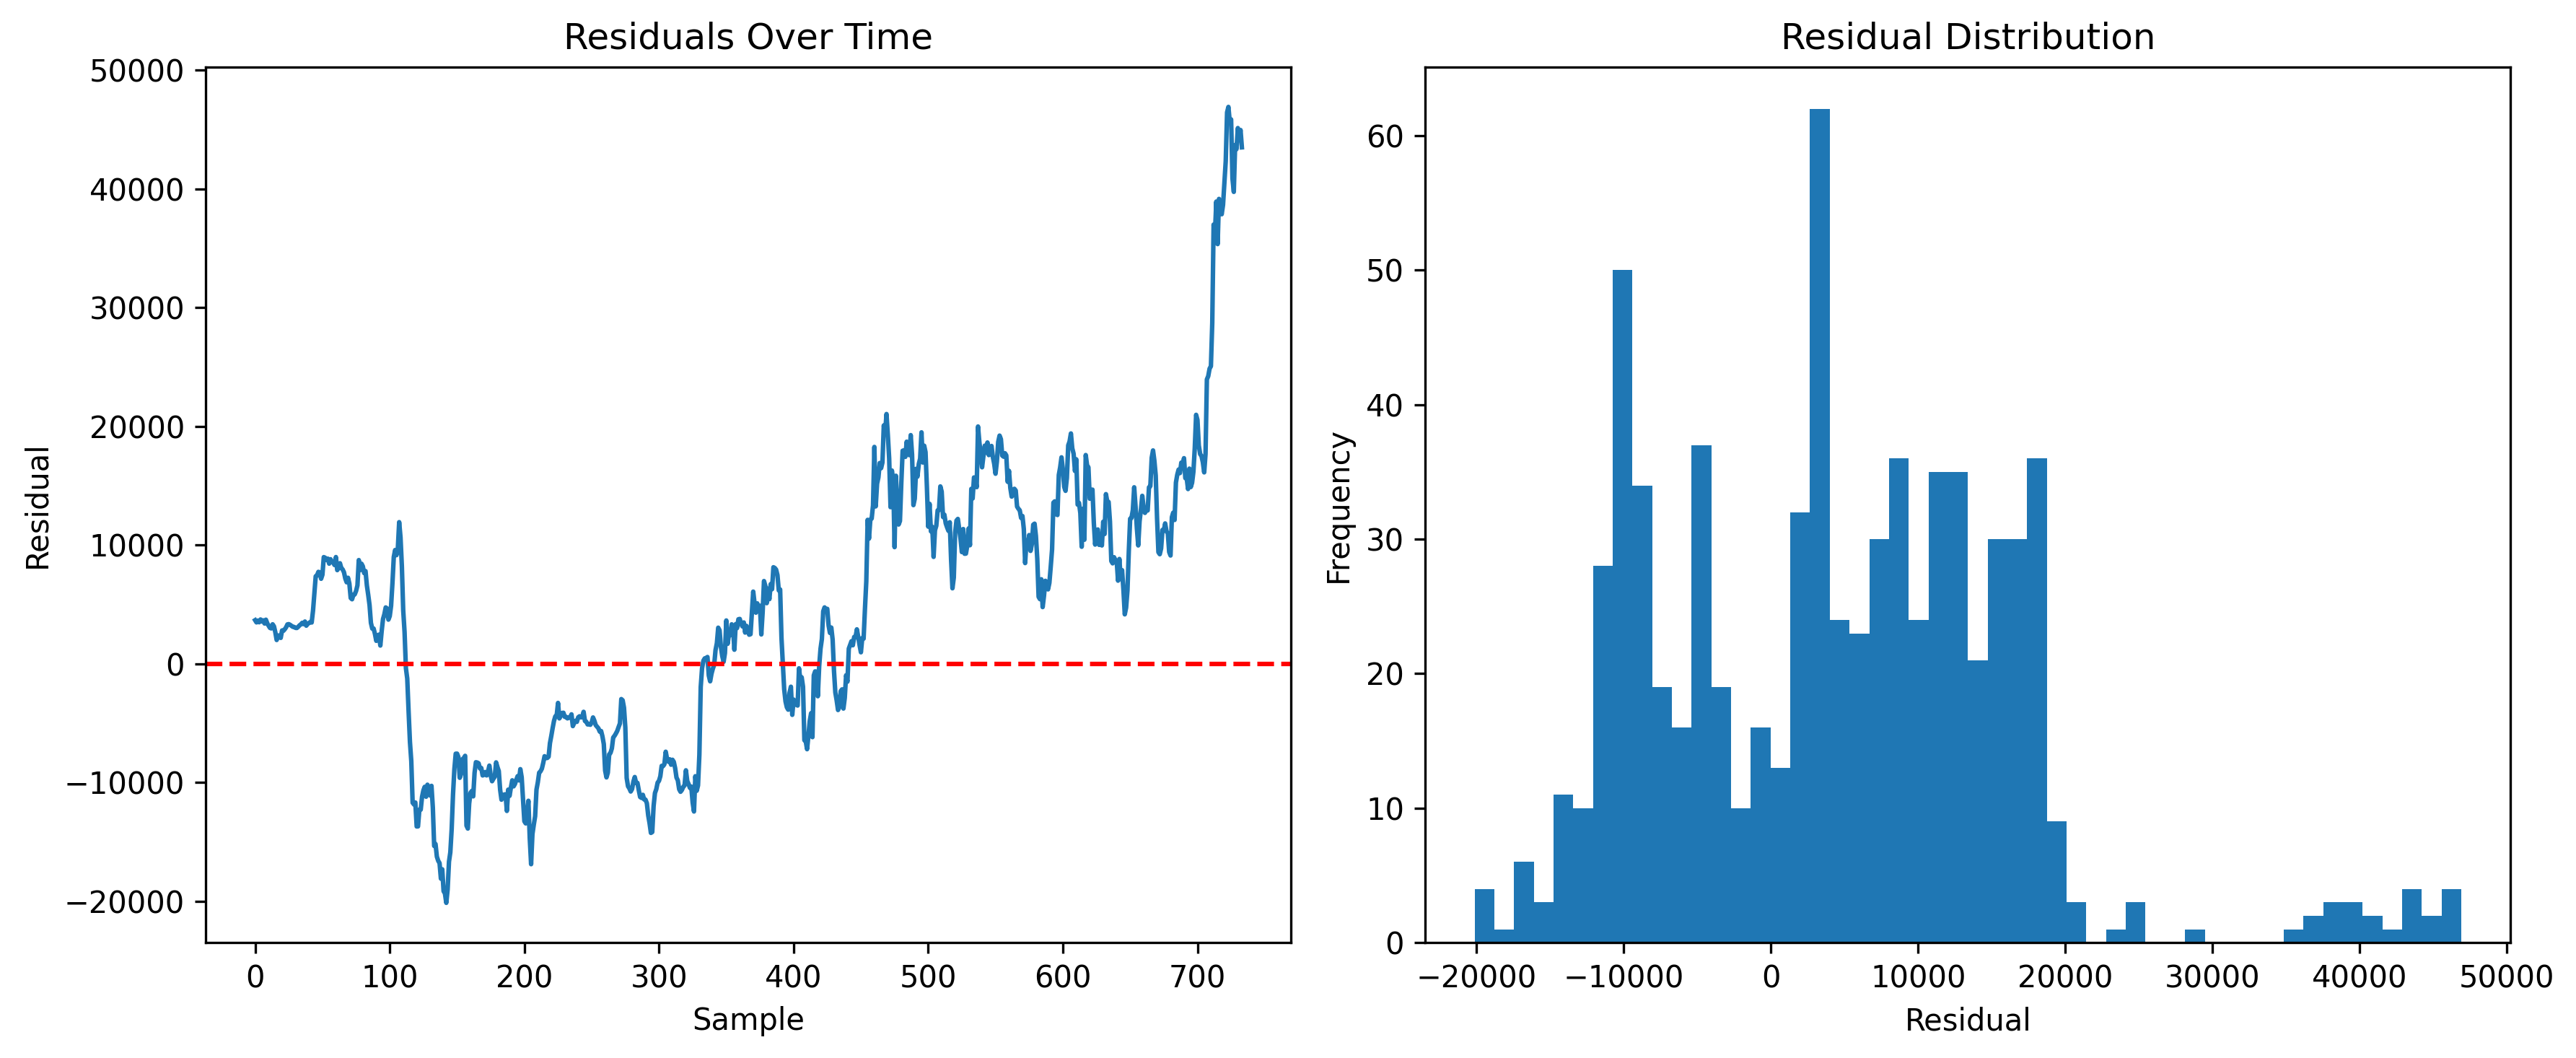 Residuals Over Time
50000
40000
30000
20000
10000
0
−10000
−20000
Residual
0 100 200 300 400 500 600 700
Sample
Residual Distribution
60
50
40
30
20
10
0
Frequency
−20000 −10000 0 10000 20000 30000 40000 50000
Residual